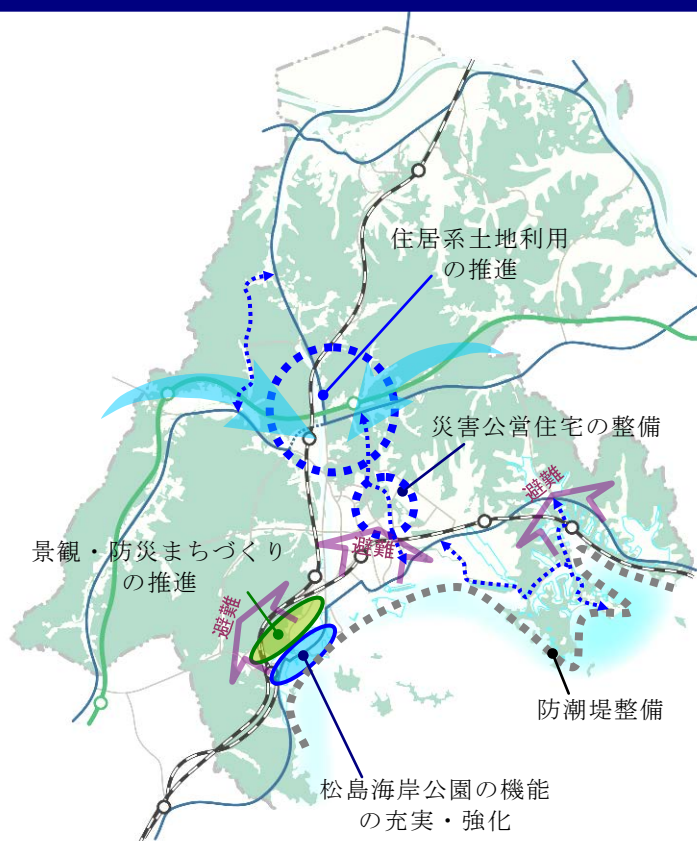 住居系土地利用
の推進
災害公営住宅の整備
避難
避難
景観・防災まちづくり
の推進
避難
防潮堤整備
松島海岸公園の機能
の充実・強化